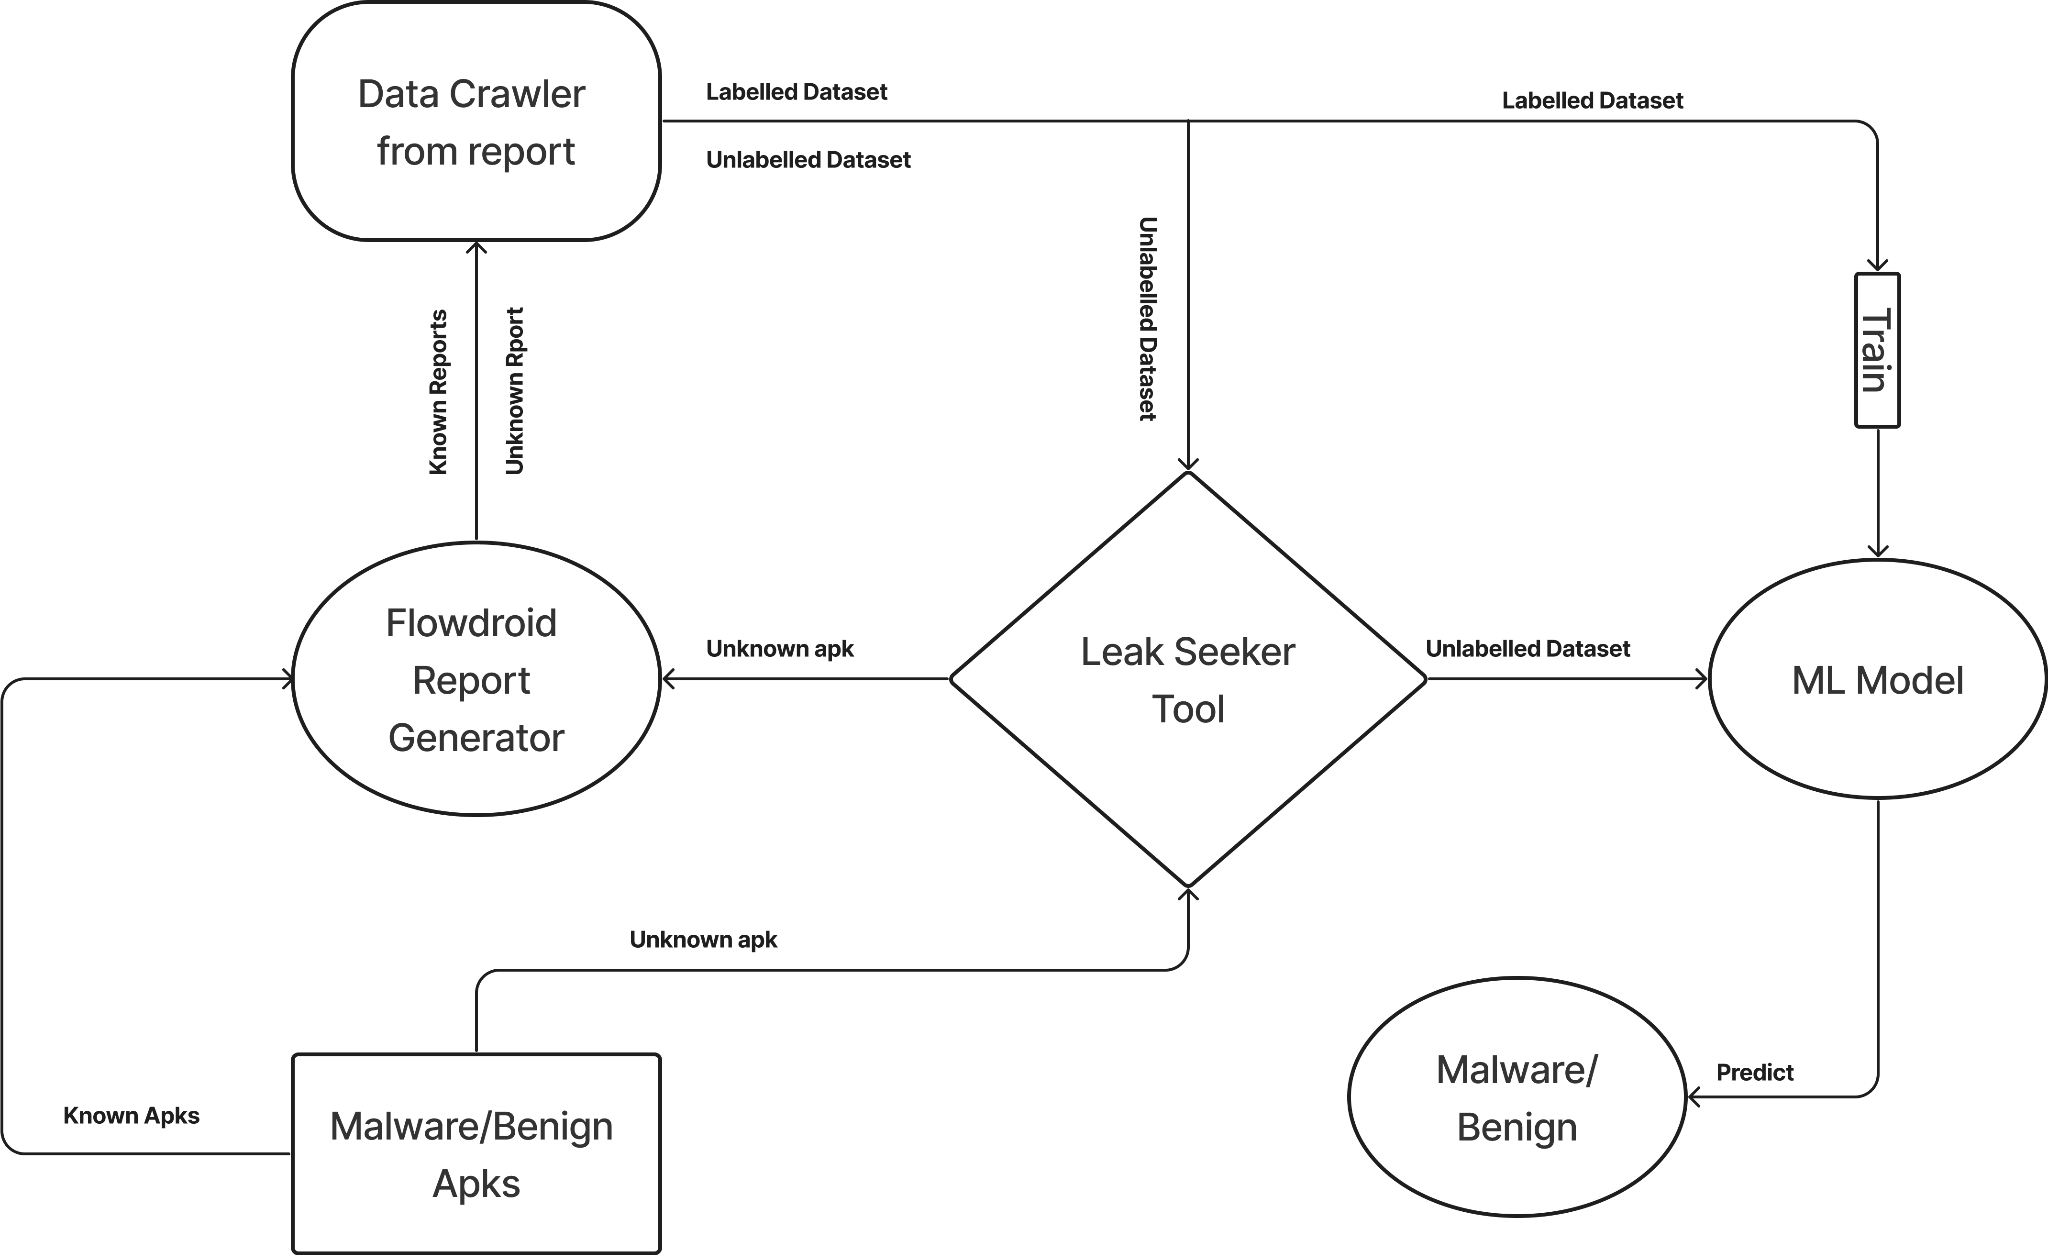 Data Crawler
from report
Labelled Dataset
Unlabelled Dataset
Labelled Dataset
Unlabelled Dataset
Train
Known Reports
Unknown Rport
Flowdroid
Report
Generator
Unknown apk
Leak Seeker
Tool
Unlabelled Dataset
ML Model
Unknown apk
Known Apks
Malware/Benign
Apks
Malware/
Benign
Predict